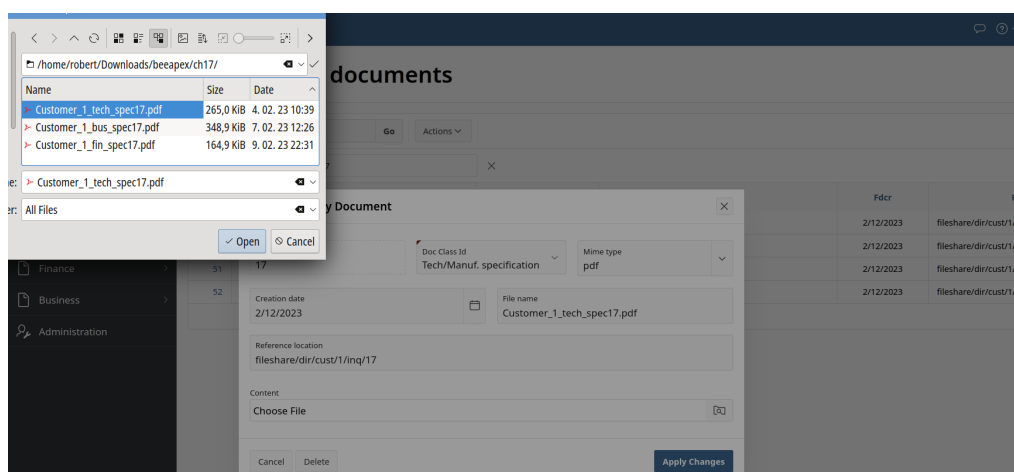 /home/robert/Downloads/beeapex/ch17/
Name Size Date
Customer_1_tech_spec17.pdf 265,0 KiB 4. 02. 23 10:39
Customer_1_bus_spec17.pdf 348,9 KiB 7. 02. 23 12:26
Customer_1_fin_spec17.pdf 164,9 KiB 9. 02. 23 22:31
Customer_1_tech_spec17.pdf
All Files
Open Cancel
documents
Go Actions
y Document
Fdcr
2/12/2023 fileshare/dir/cust/1/
2/12/2023 fileshare/dir/cust/1/
51 2/12/2023 fileshare/dir/cust/1/
52 2/12/2023 fileshare/dir/cust/1/
Finance
Business
Administration
17
Doc Class Id
Tech/Manuf. specification
Mime type
pdf
Creation date
2/12/2023
File name
Customer_1_tech_spec17.pdf
Reference location
fileshare/dir/cust/1/inq/17
Content
Choose File
Cancel Delete Apply Changes